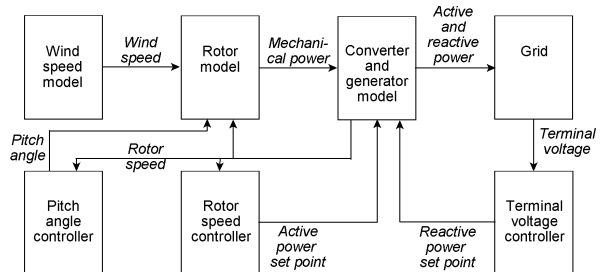 Wind
speed
model
Wind
speed
Rotor
model
Mechani-
cal power
Converter
and
generator
model
Active
and
reactive
power
Grid
Pitch
angle
Rotor
speed
Terminal
voltage
Pitch
angle
controller
Rotor
speed
controller
Active
power
set point
Reactive
power
set point
Terminal
voltage
controller